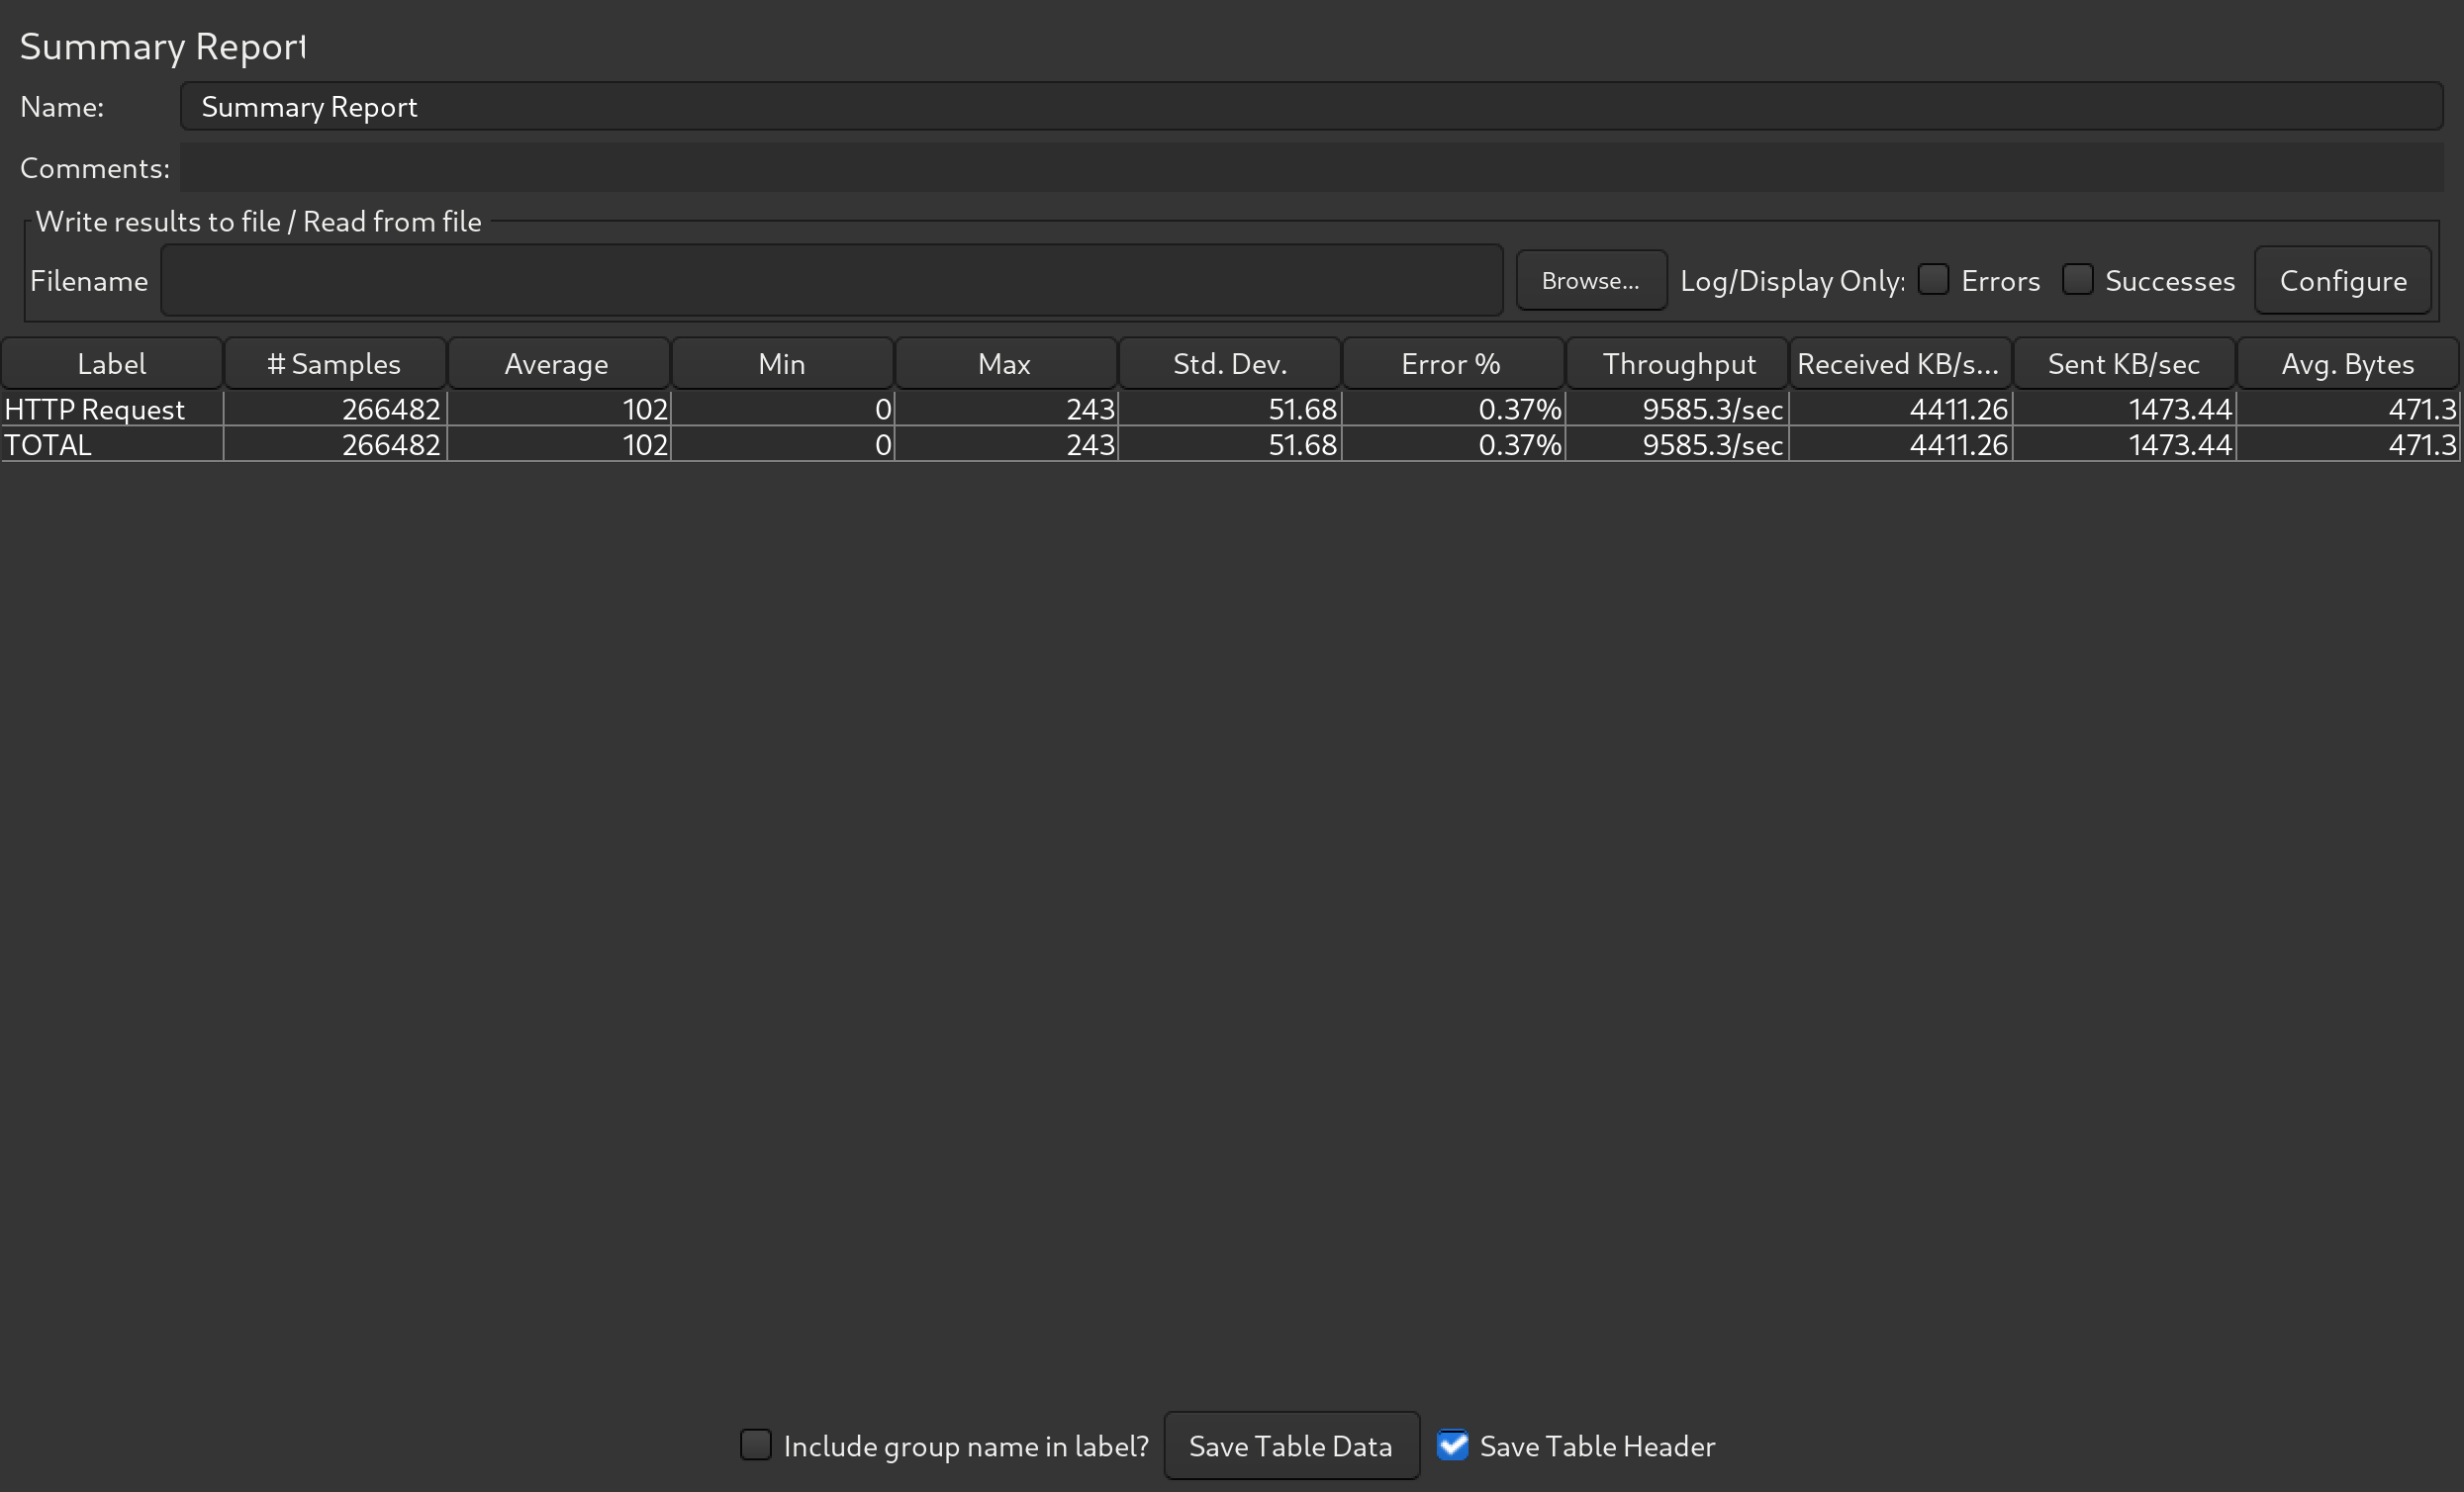 Summary Report
Name: Summary Report
Comments:
Write results to file / Read from file
Filename Browse... Log/Display Only: Errors Successes Configure
Label # Samples Average Min Max Std. Dev. Error % Throughput Received KB/s... Sent KB/sec Avg. Bytes
HTTP Request 266482 102 0 243 51.68 0.37% 9585.3/sec 4411.26 1473.44 471.3
TOTAL 266482 102 0 243 51.68 0.37% 9585.3/sec 4411.26 1473.44 471.3
Include group name in label? Save Table Data Save Table Header